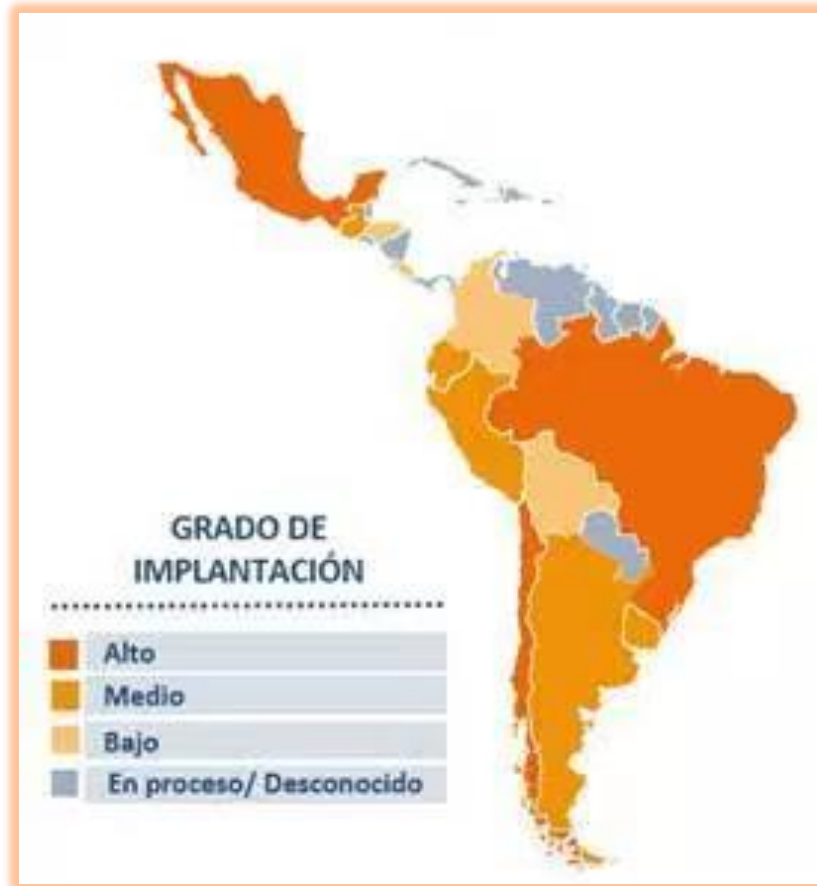 GRADO DE
IMPLANTACIÓN
Alto
Medio
Bajo
En proceso/ Desconocido